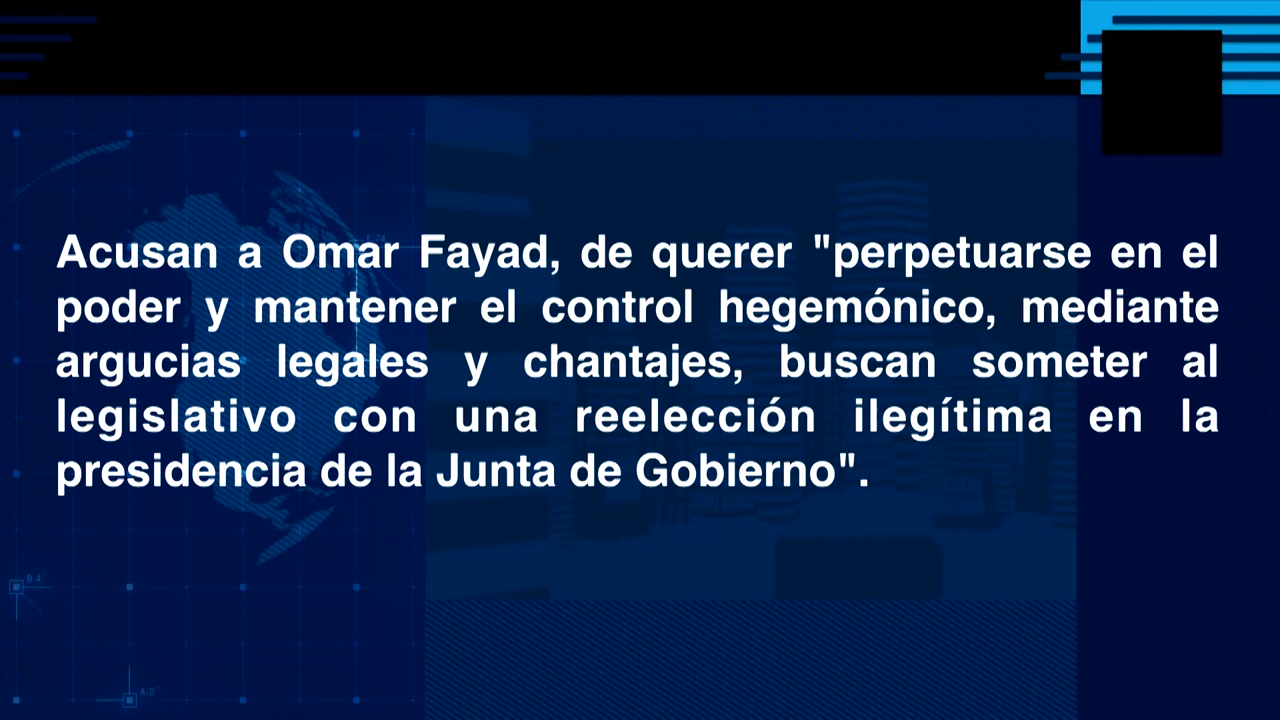 Acusan a Omar Fayad, de querer "perpetuarse en el
poder y mantener el control hegemónico, mediante
argucias legales y chantajes, buscan someter al
legislativo con una reelección ilegítima en la
presidencia de la Junta de Gobierno".